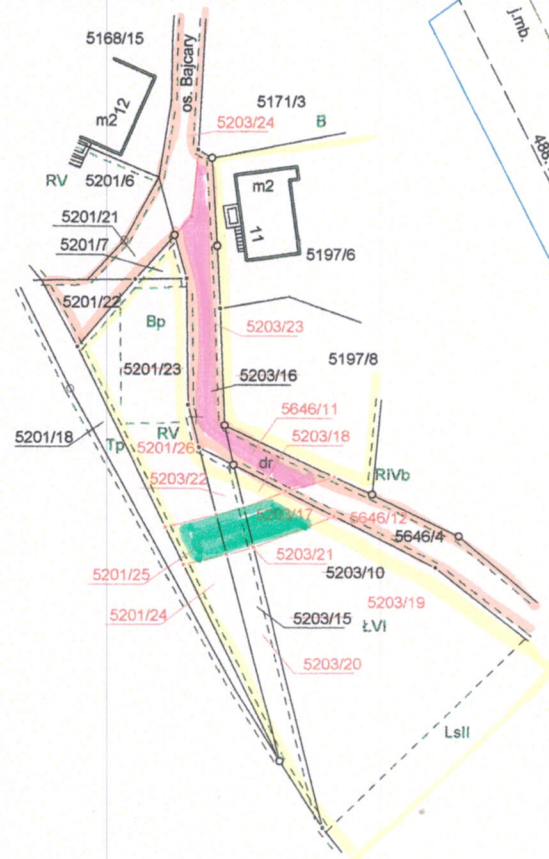 5168/15
os. Bajcary
j.mb.
m2
12
5171/3
5203/24
B
486.
RV
5201/6
m2
5201/21
11
5201/7
5197/6
5201/22
Bp
5203/23
5197/8
5201/23
5203/16
5646/11
5201/18
Tp
RV
5203/18
5201/26
dr
5203/22
RIVb
5203/17
5646/12
5646/4
5203/21
5201/25
5203/10
5201/24
5203/19
5203/15
ŁVI
5203/20
LsII